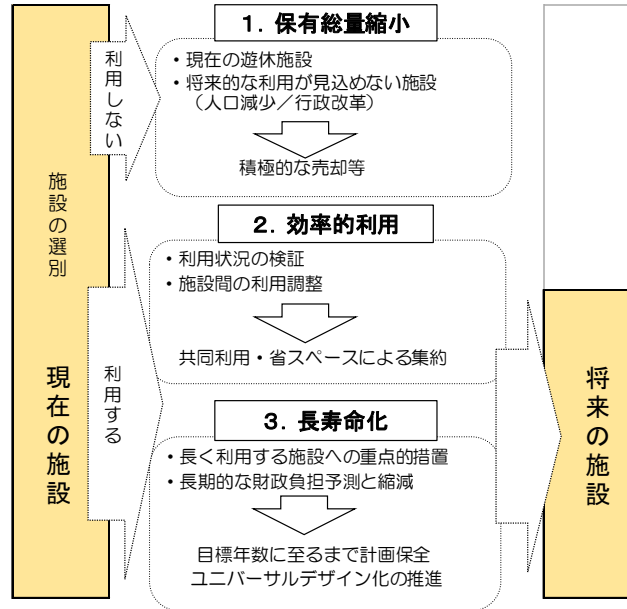 現在の施設
施設の選別
利用しない
1．保有総量縮小
・現在の遊休施設
・将来的な利用が見込めない施設
（人口減少／行政改革）
積極的な売却等
利用する
2．効率的利用
・利用状況の検証
・施設間の利用調整
共同利用・省スペースによる集約
3．長寿命化
・長く利用する施設への重点的措置
・長期的な財政負担予測と縮減
目標年数に至るまで計画保全
ユニバーサルデザイン化の推進
将来の施設